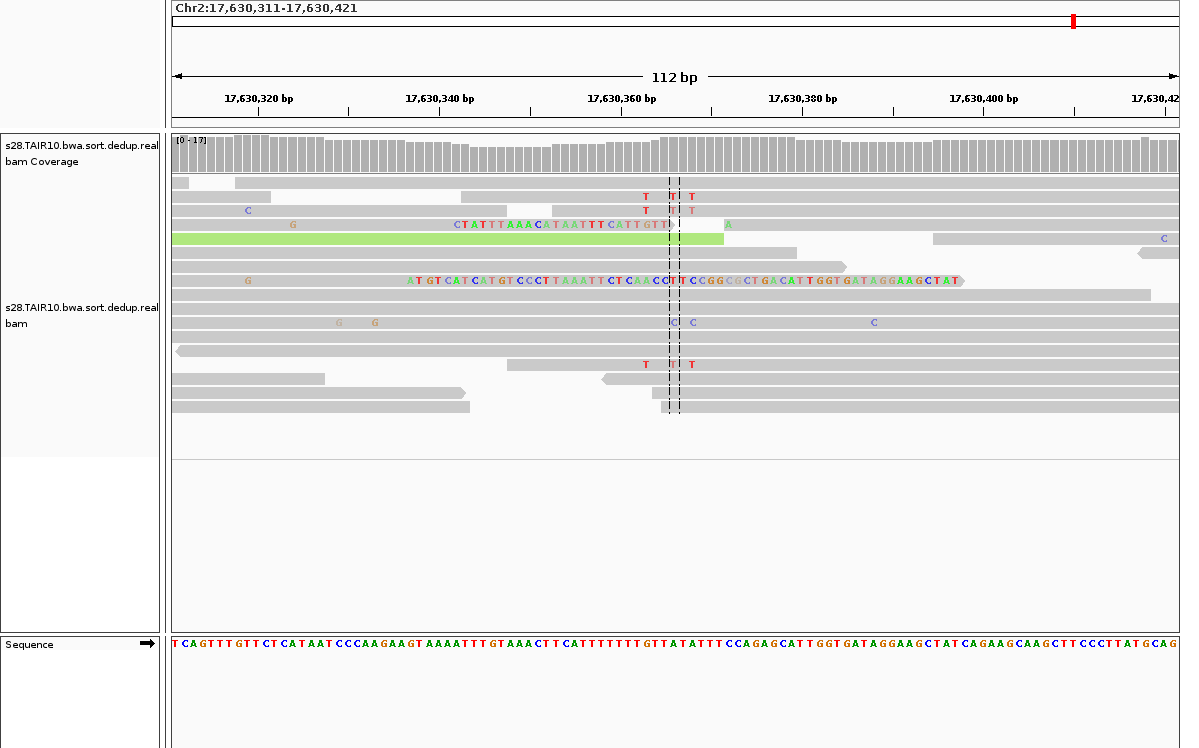 Chr2:17,630,311-17,630,421
112 bp
17,630,320 bp 17,630,340 bp 17,630,360 bp 17,630,380 bp 17,630,400 bp 17,630,42
s28.TAIR10.bwa.sort.dedup.real
bam Coverage
[0 - 17]
T T T
C T T T
G CTATTTAAACATAATTTCATTGTT A
C
G ATGTCATCATGTCCCTTAAATTCTCAACCTTCCGGCGCTGACATTGGTGATAGGAAGCTAT
s28.TAIR10.bwa.sort.dedup.real
bam
G G C C C
T T T
Sequence
TCAGTTTGTTCTCATAATCCCAAGAAGTAAAATTTGTAAACTTCATTTTTTTGTTATATTTCCAGAGCATTGGTGATAGGAAGCTATCAGAAGCAAGCTTCCCTTATGCAG